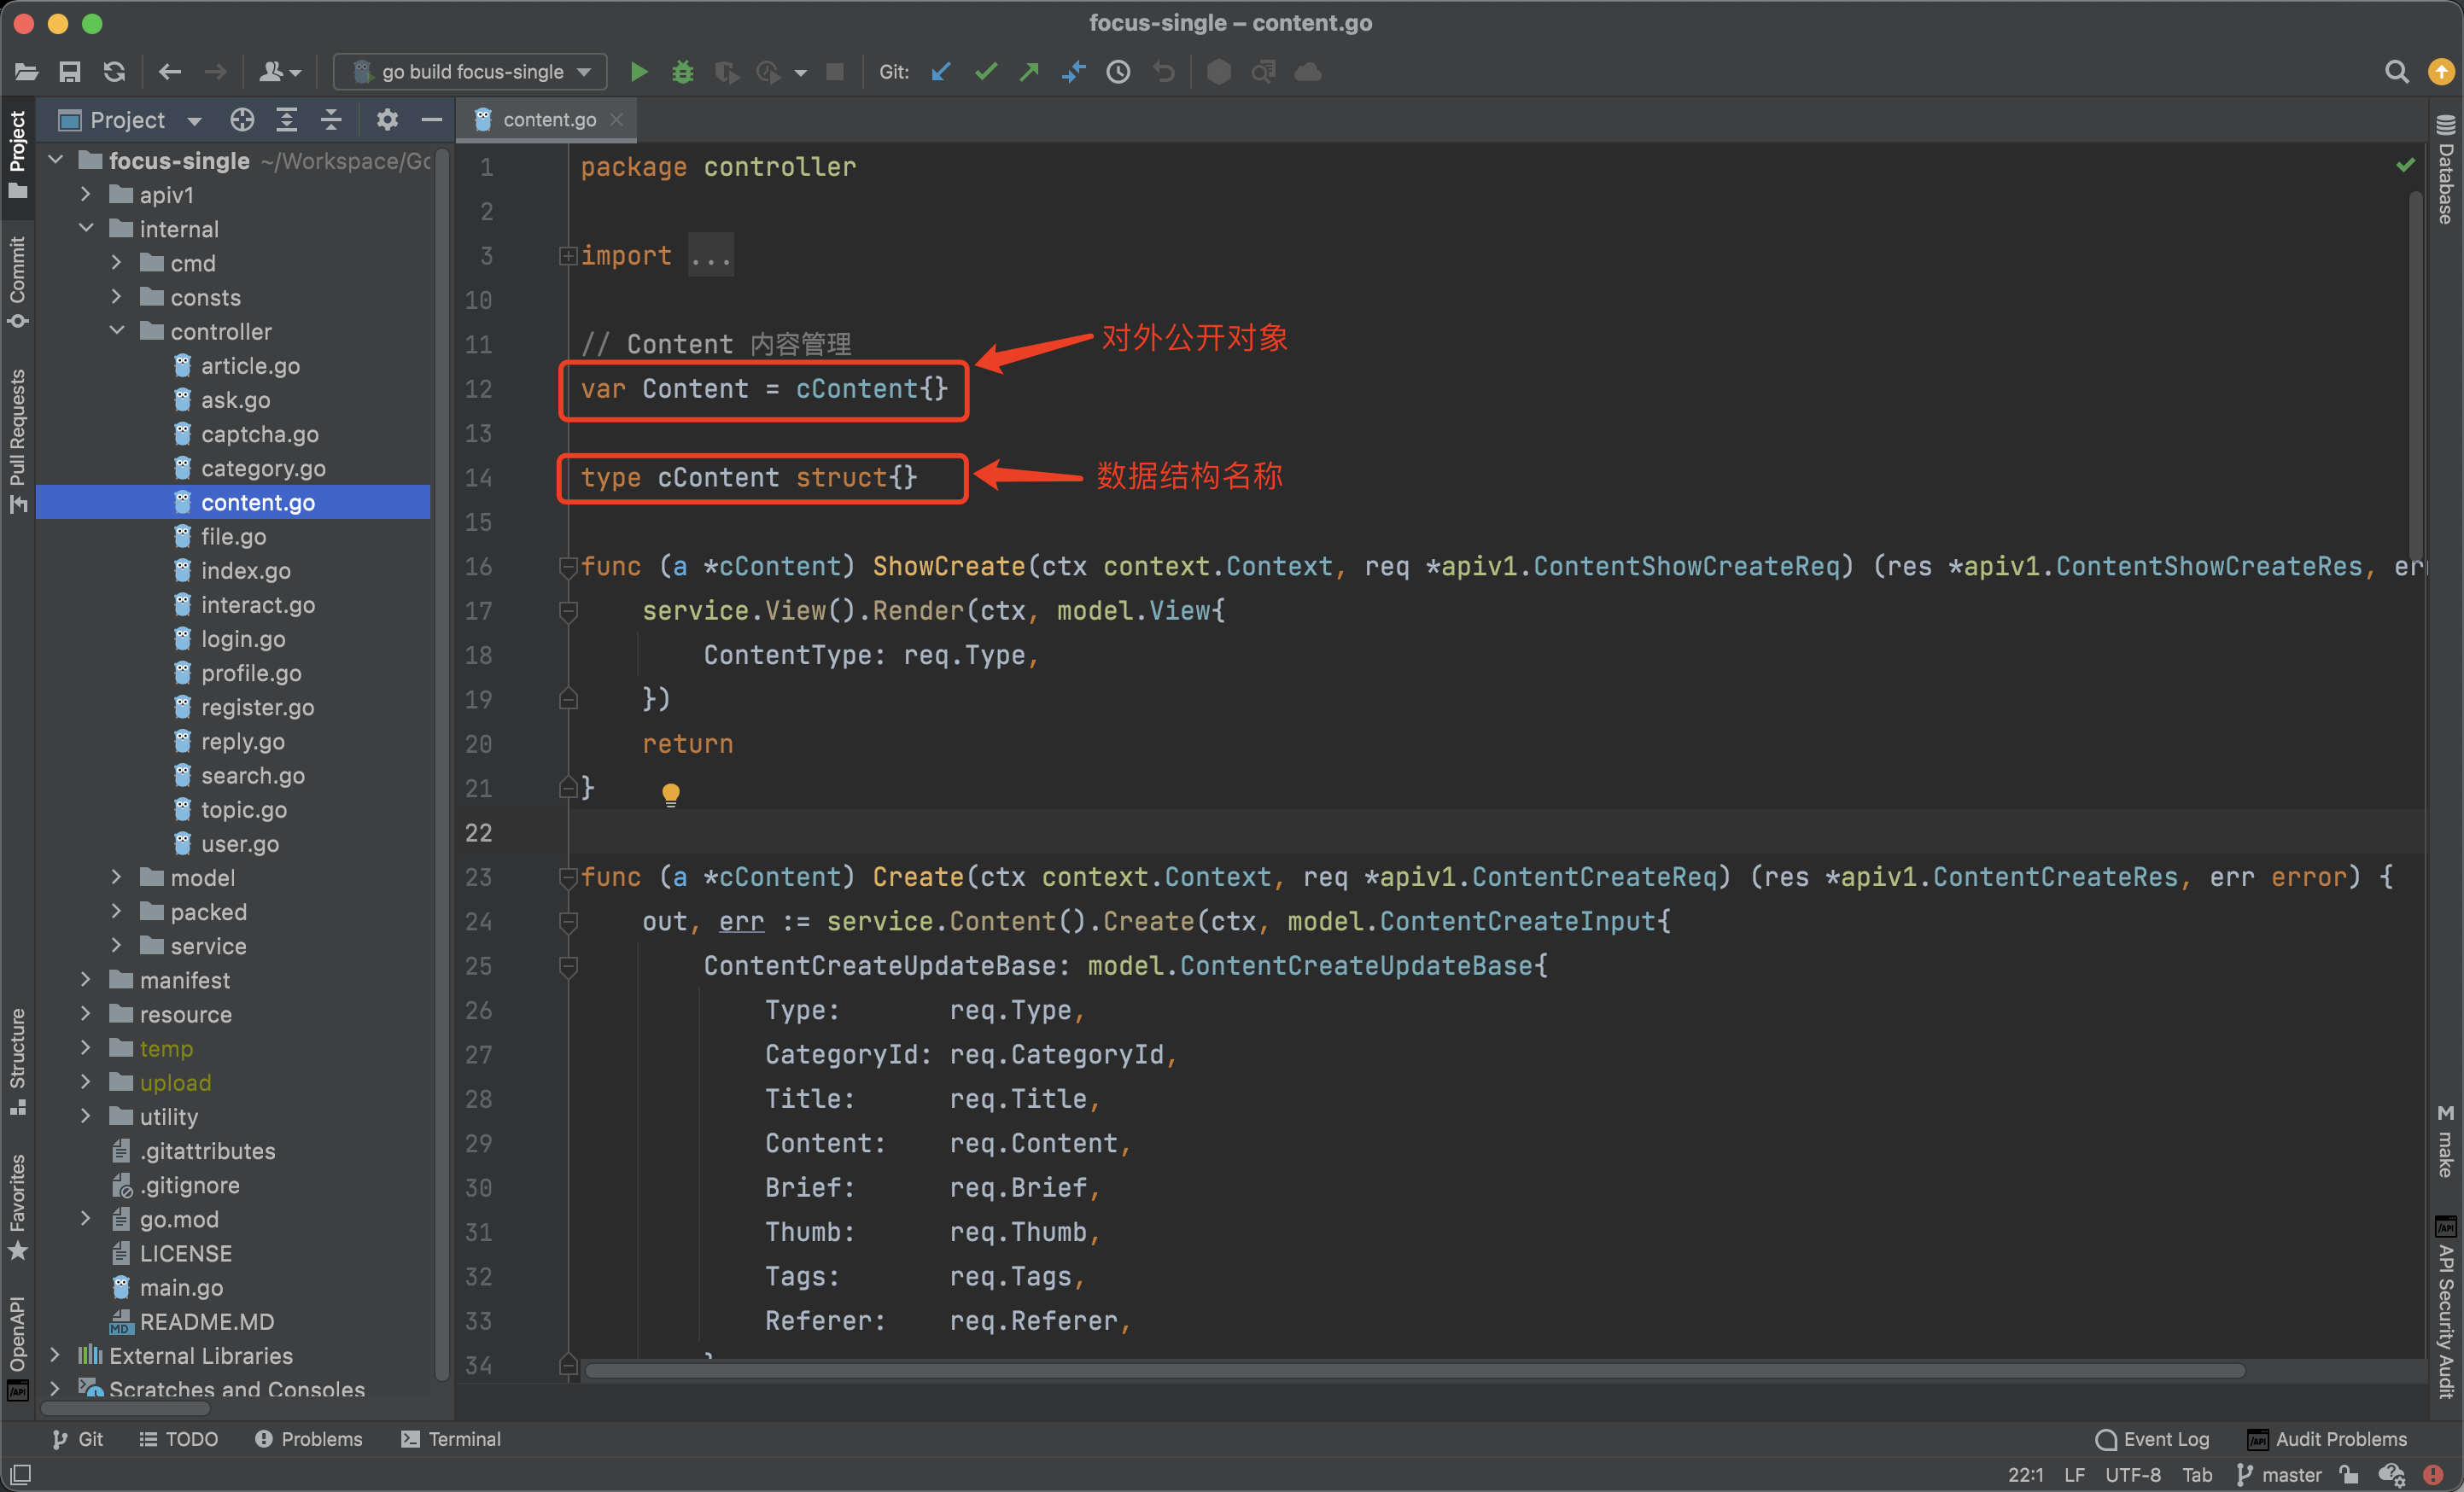 focus-single – content.go
go build focus-single
Git:
Project
content.go
Project
Commit
Pull Requests
Structure
Favorites
OpenAPI
focus-single ~/Workspace/Go
apiv1
internal
cmd
consts
controller
article.go
ask.go
captcha.go
category.go
content.go
file.go
index.go
interact.go
login.go
profile.go
register.go
reply.go
search.go
topic.go
user.go
model
packed
service
manifest
resource
temp
upload
utility
.gitattributes
.gitignore
go.mod
LICENSE
main.go
README.MD
External Libraries
Scratches and Consoles
1 package controller
2
3 import ...
10
11 // Content 内容管理
对外公开对象
12 var Content = cContent{}
13
14 type cContent struct{}
数据结构名称
15
16 func (a *cContent) ShowCreate(ctx context.Context, req *apiv1.ContentShowCreateReq) (res *apiv1.ContentShowCreateRes, err
17 service.View().Render(ctx, model.View{
18 ContentType: req.Type,
19 })
20 return
21 }
22
23 func (a *cContent) Create(ctx context.Context, req *apiv1.ContentCreateReq) (res *apiv1.ContentCreateRes, err error) {
24 out, err := service.Content().Create(ctx, model.ContentCreateInput{
25 ContentCreateUpdateBase: model.ContentCreateUpdateBase{
26 Type: req.Type,
27 CategoryId: req.CategoryId,
28 Title: req.Title,
29 Content: req.Content,
30 Brief: req.Brief,
31 Thumb: req.Thumb,
32 Tags: req.Tags,
33 Referer: req.Referer,
34
Database
make
API Security Audit
Git
TODO
Problems
Terminal
Event Log
Audit Problems
22:1 LF UTF-8 Tab master